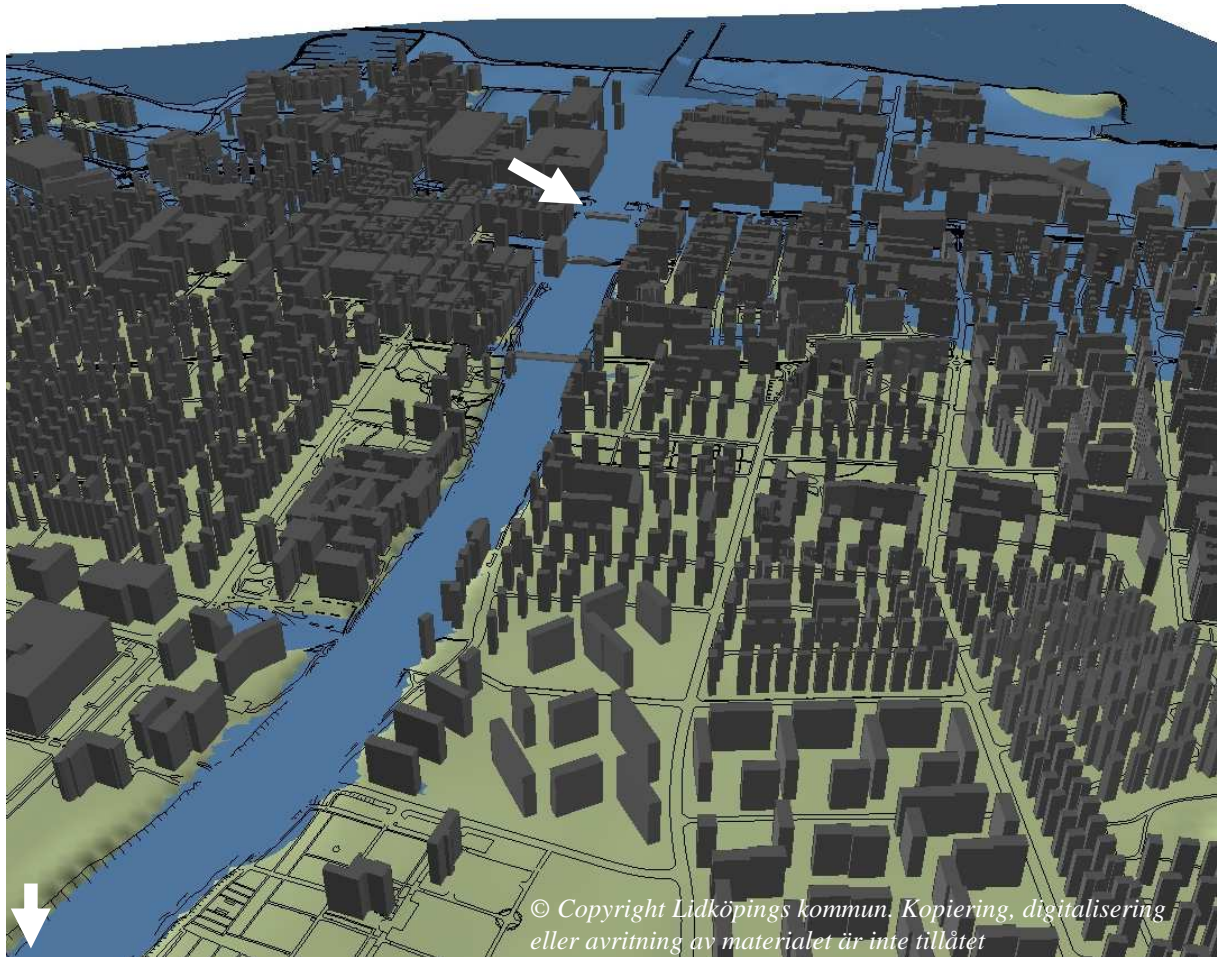 © Copyright Lidköpings kommun. Kopiering, digitalisering
eller avritning av materialet är inte tillåtet